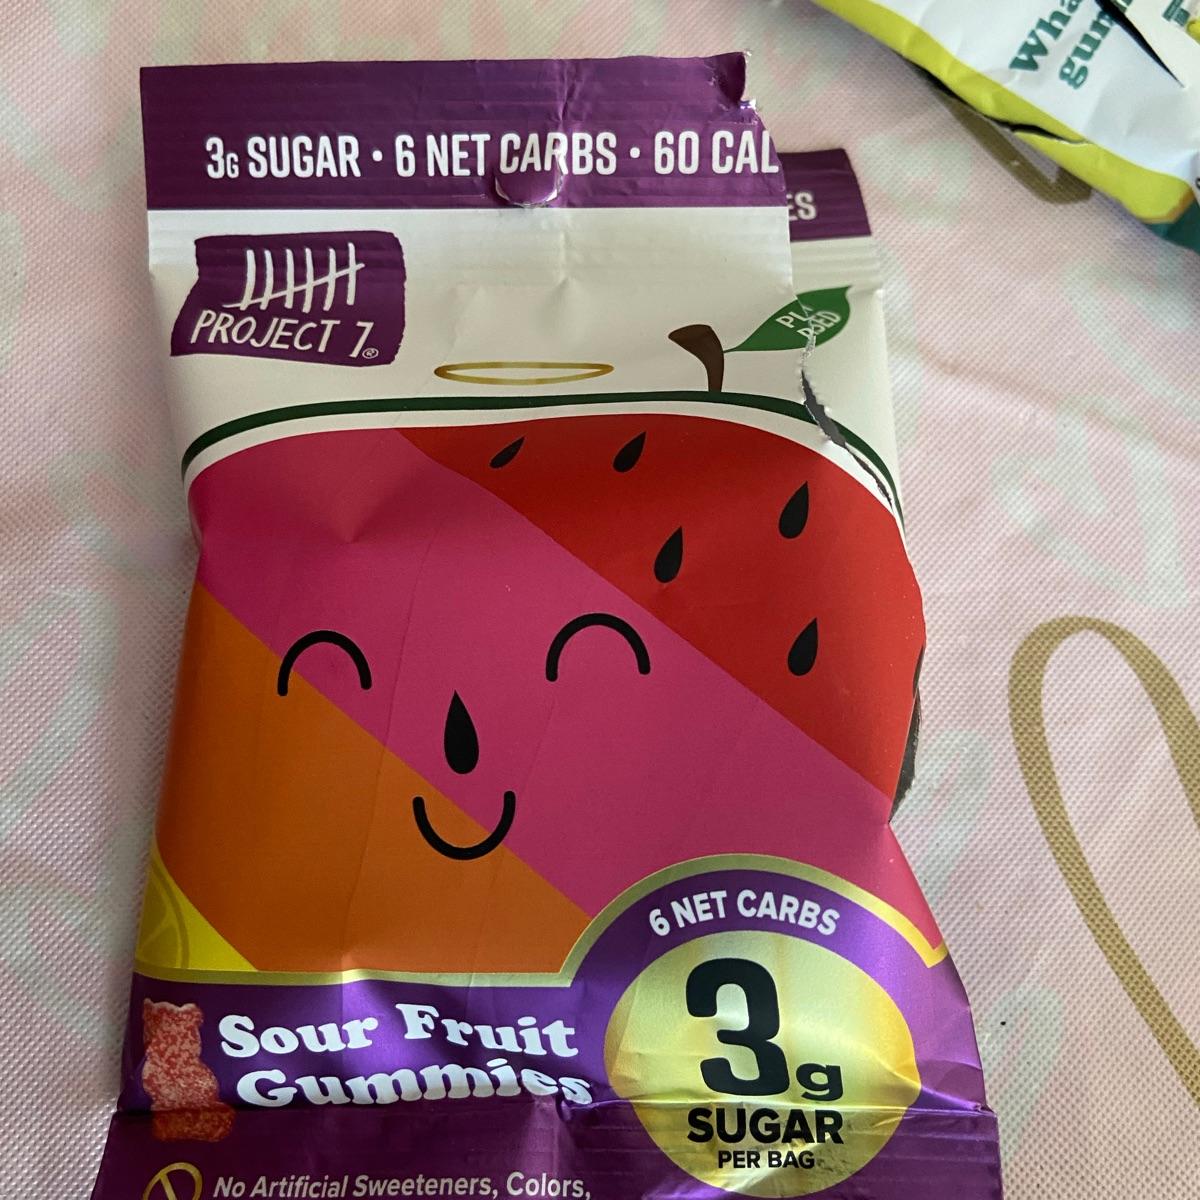 3G SUGAR • 6 NET CARBS • 60 CAL
ES
PROJECT 7®
6 NET CARBS
3g
SUGAR
PER BAG
Sour Fruit
Gummies
No Artificial Sweeteners, Colors,